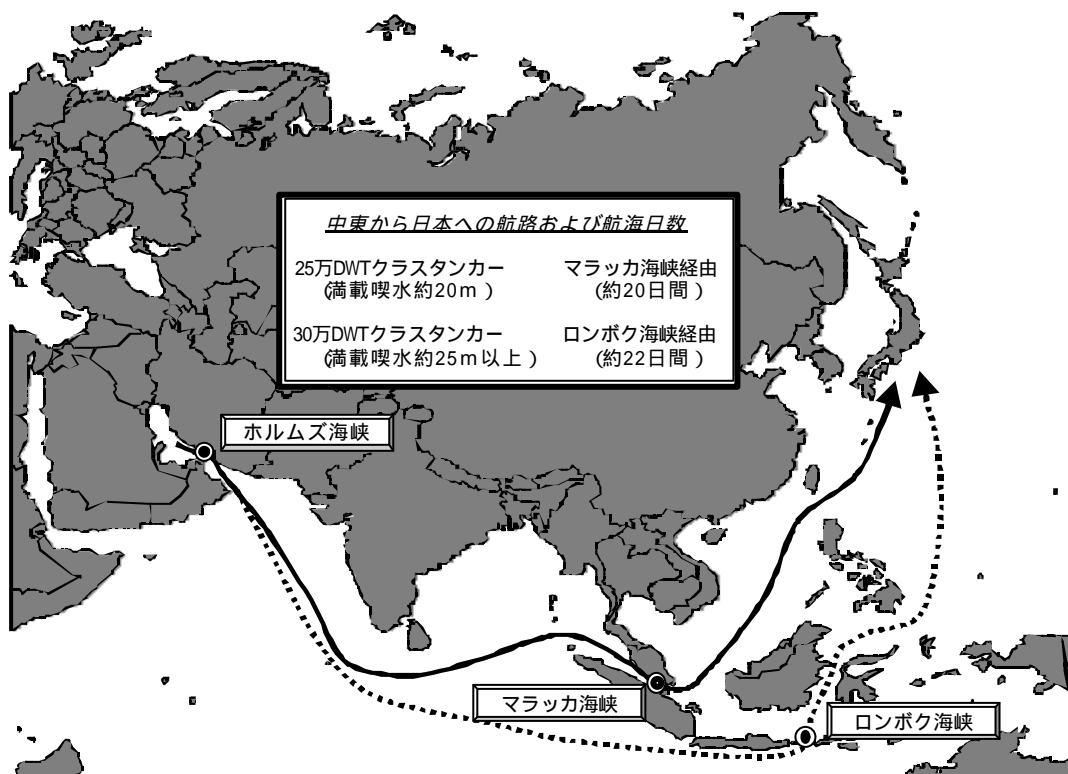 中東から日本への航路および航海日数
25万DWTクラスタンカー マラッカ海峡経由
(満載喫水約20m) (約20日間)
30万DWTクラスタンカー ロンボク海峡経由
(満載喫水約25m以上) (約22日間)
ホルムズ海峡
マラッカ海峡
ロンボク海峡